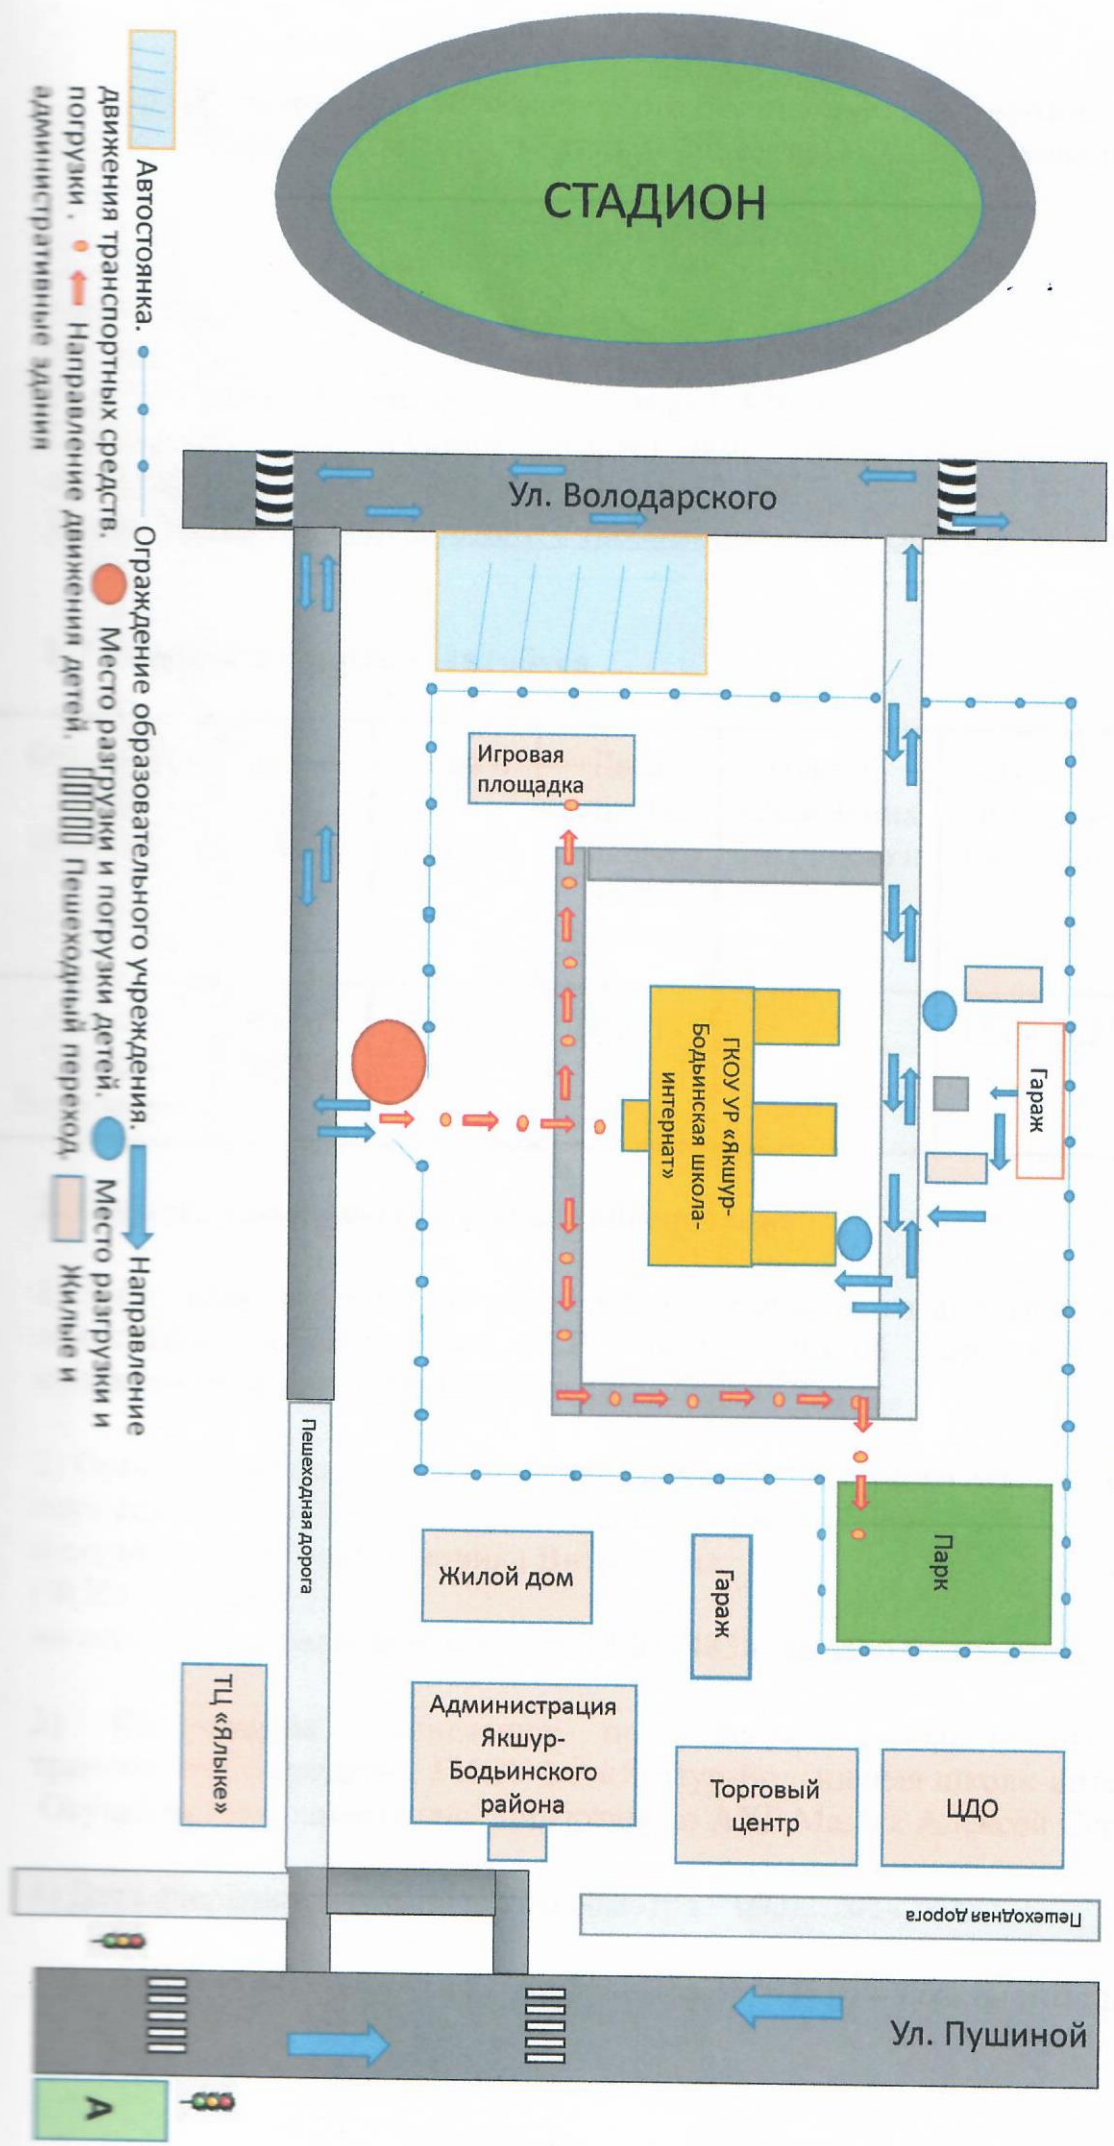 СТАДИОН
Ул. Володарского
Игровая
площадка
ГКОУ УР «Якшур-
Бодьинская школа-
интернат»
Гараж
Парк
Пешеходная дорога
Жилой дом
Гараж
ТЦ «Ялыке»
Администрация
Якшур-
Бодьинского
района
Торговый
центр
ЦДО
Пешеходная дорога
Ул. Пушиной
А
Автостоянка. Ограждение образовательного учреждения. Направление
движения транспортных средств. Место разгрузки и погрузки детей. Место разгрузки и
погрузки . Направление движения детей. Пешеходный переход, Жилые и
административные здания